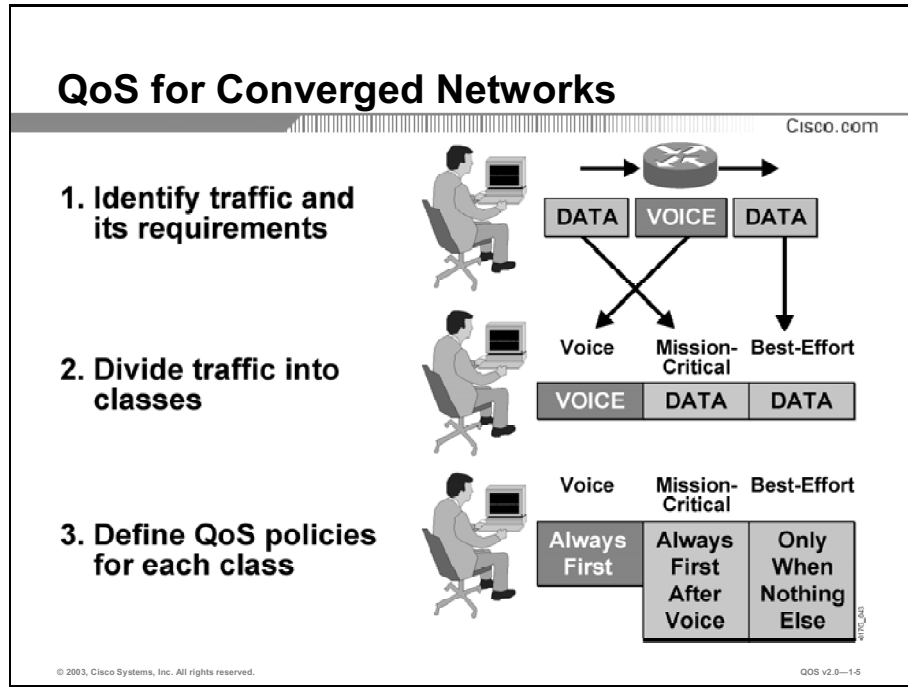 QoS for Converged Networks
Cisco.com
1. Identify traffic and
its requirements
DATA VOICE DATA
2. Divide traffic into
classes
Voice Mission- Best-Effort
Critical
VOICE DATA DATA
3. Define QoS policies
for each class
Voice Mission- Best-Effort
Critical
Always Always Only
First First When
After Nothing
Voice Else
© 2003, Cisco Systems, Inc. All rights reserved.
QOS v2.0—1-5